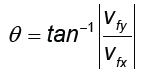 θ = tan⁻¹ |v_fy / v_fx|